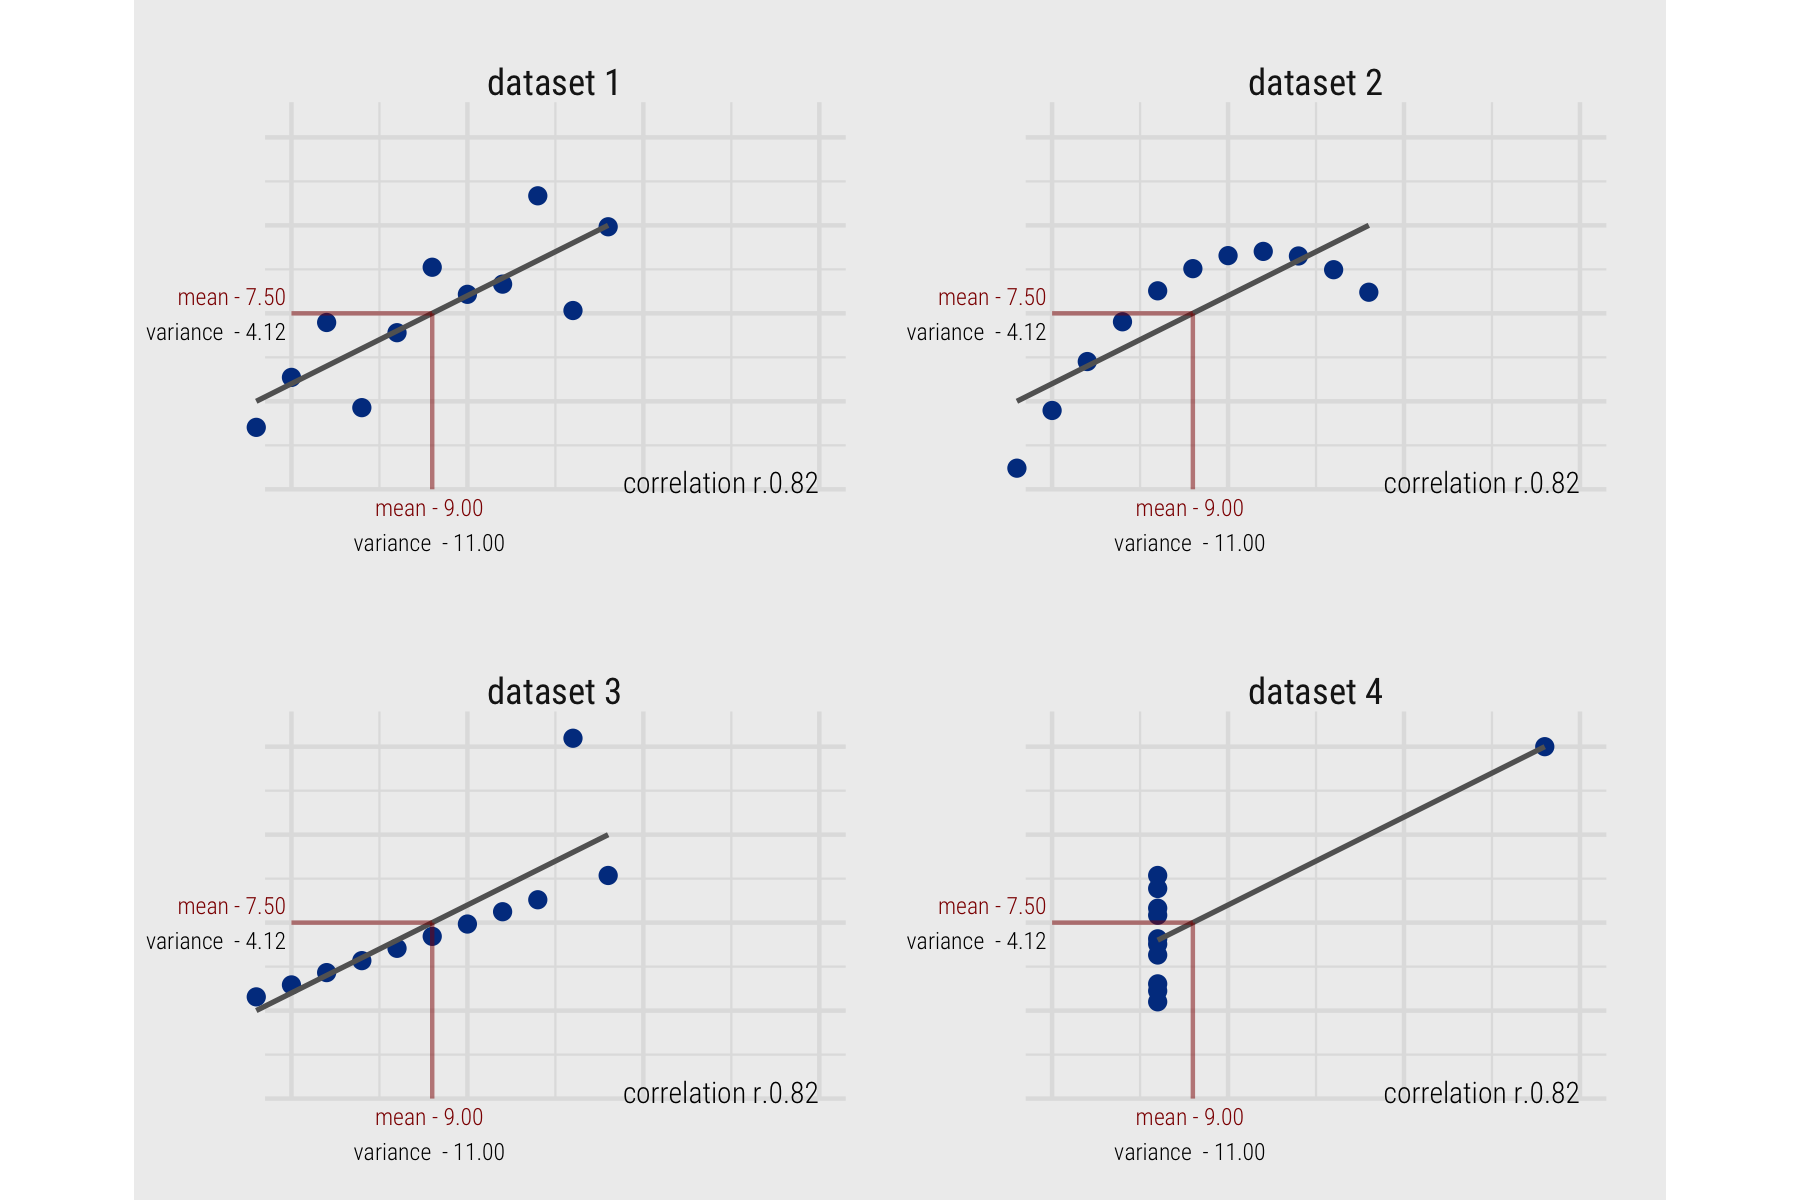 dataset 1
mean - 7.50
variance - 4.12
correlation r.0.82
mean - 9.00
variance - 11.00
dataset 2
mean - 7.50
variance - 4.12
correlation r.0.82
mean - 9.00
variance - 11.00
dataset 3
mean - 7.50
variance - 4.12
correlation r.0.82
mean - 9.00
variance - 11.00
dataset 4
mean - 7.50
variance - 4.12
correlation r.0.82
mean - 9.00
variance - 11.00